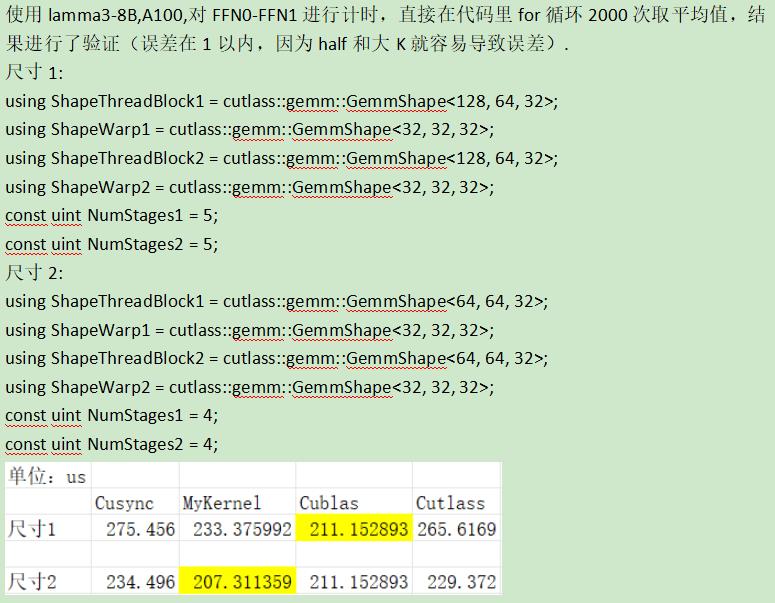 使用 lamma3-8B,A100,对 FFN0-FFN1 进行计时，直接在代码里 for 循环 2000 次取平均值，结
果进行了验证（误差在 1 以内，因为 half 和大 K 就容易导致误差）.
尺寸 1:
using ShapeThreadBlock1 = cutlass::gemm::GemmShape<128, 64, 32>;
using ShapeWarp1 = cutlass::gemm::GemmShape<32, 32, 32>;
using ShapeThreadBlock2 = cutlass::gemm::GemmShape<128, 64, 32>;
using ShapeWarp2 = cutlass::gemm::GemmShape<32, 32, 32>;
const uint NumStages1 = 5;
const uint NumStages2 = 5;
尺寸 2:
using ShapeThreadBlock1 = cutlass::gemm::GemmShape<64, 64, 32>;
using ShapeWarp1 = cutlass::gemm::GemmShape<32, 32, 32>;
using ShapeThreadBlock2 = cutlass::gemm::GemmShape<64, 64, 32>;
using ShapeWarp2 = cutlass::gemm::GemmShape<32, 32, 32>;
const uint NumStages1 = 4;
const uint NumStages2 = 4;
单位：us
Cusync MyKernel Cublas Cutlass
尺寸1 275.456 233.375992 211.152893 265.6169
尺寸2 234.496 207.311359 211.152893 229.372